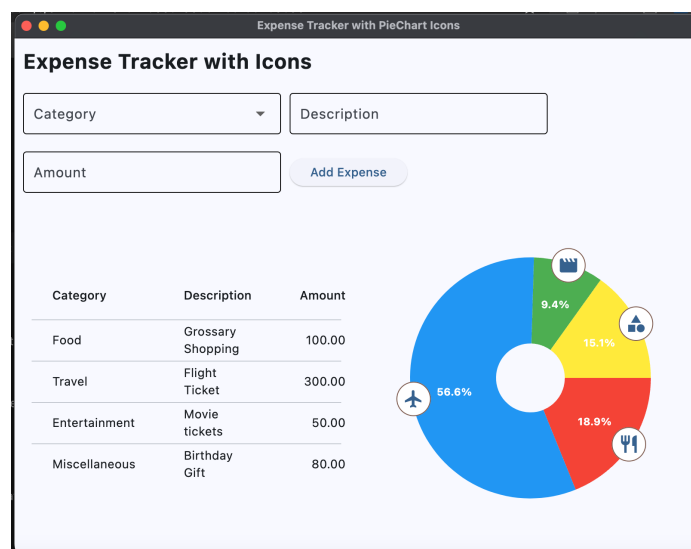 Expense Tracker with PieChart Icons
Expense Tracker with Icons
Category
Description
Amount
Add Expense
Category Description Amount
Food Grossary Shopping 100.00
Travel Flight Ticket 300.00
Entertainment Movie tickets 50.00
Miscellaneous Birthday Gift 80.00
9.4%
15.1%
56.6%
18.9%